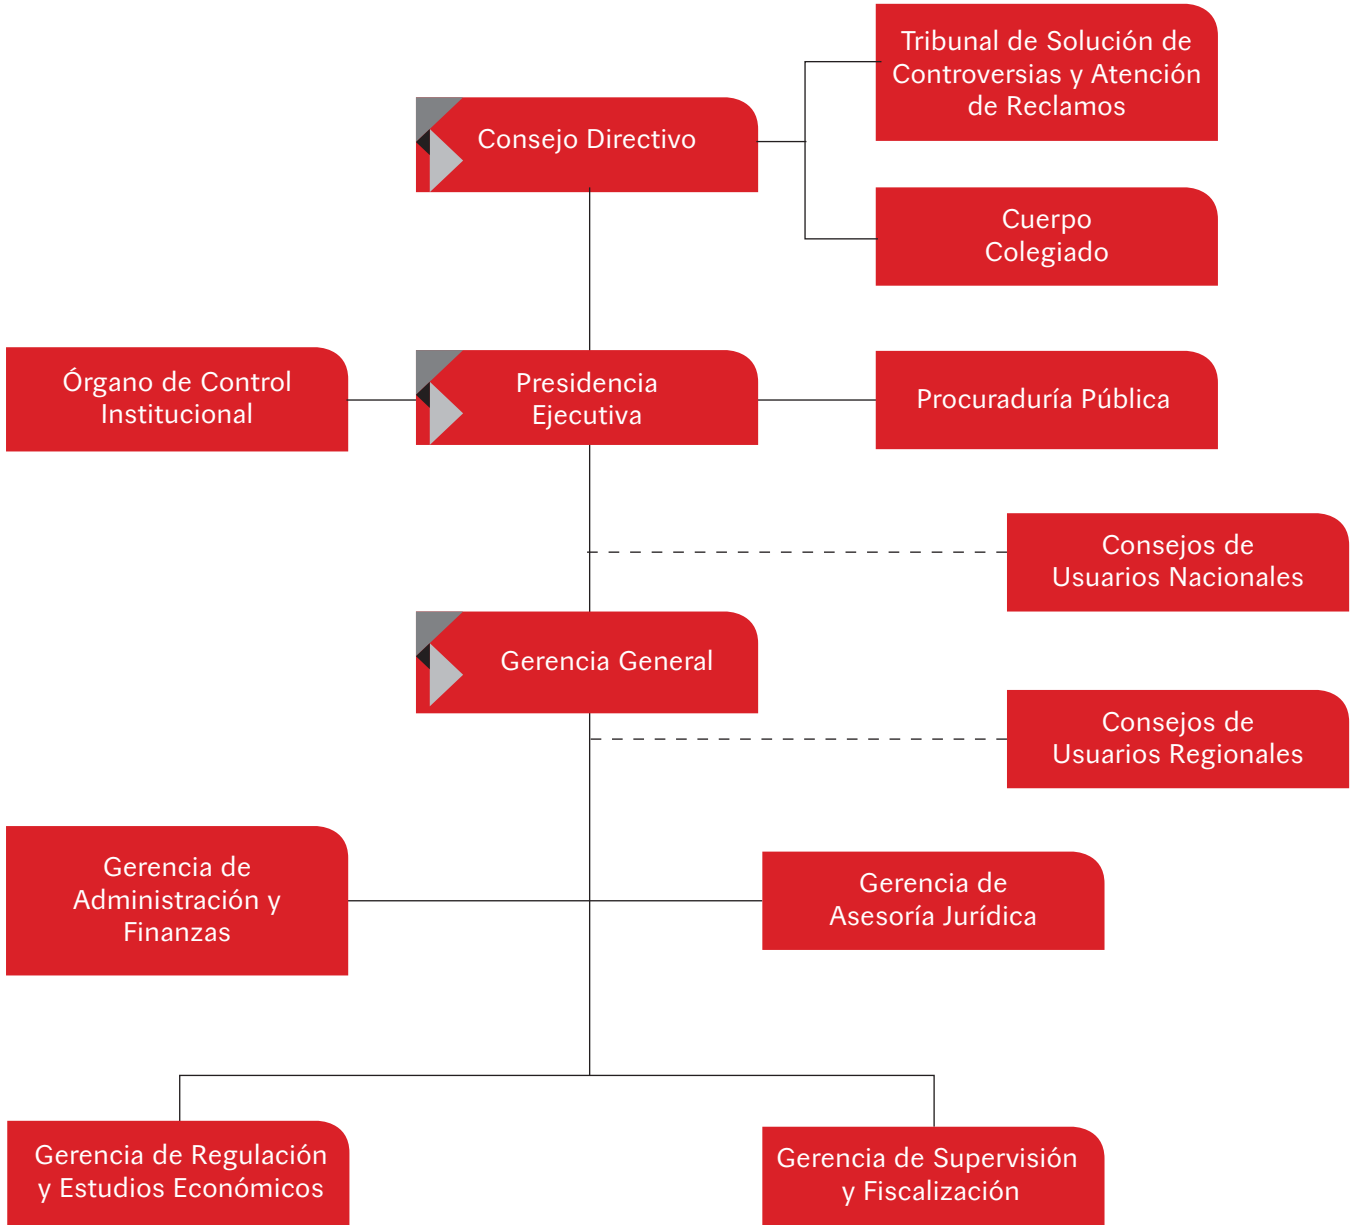 Tribunal de Solución de
Controversias y Atención
de Reclamos
Consejo Directivo
Cuerpo
Colegiado
Órgano de Control
Institucional
Presidencia
Ejecutiva
Procuraduría Pública
Consejos de
Usuarios Nacionales
Gerencia General
Consejos de
Usuarios Regionales
Gerencia de
Administración y
Finanzas
Gerencia de
Asesoría Jurídica
Gerencia de Regulación
y Estudios Económicos
Gerencia de Supervisión
y Fiscalización